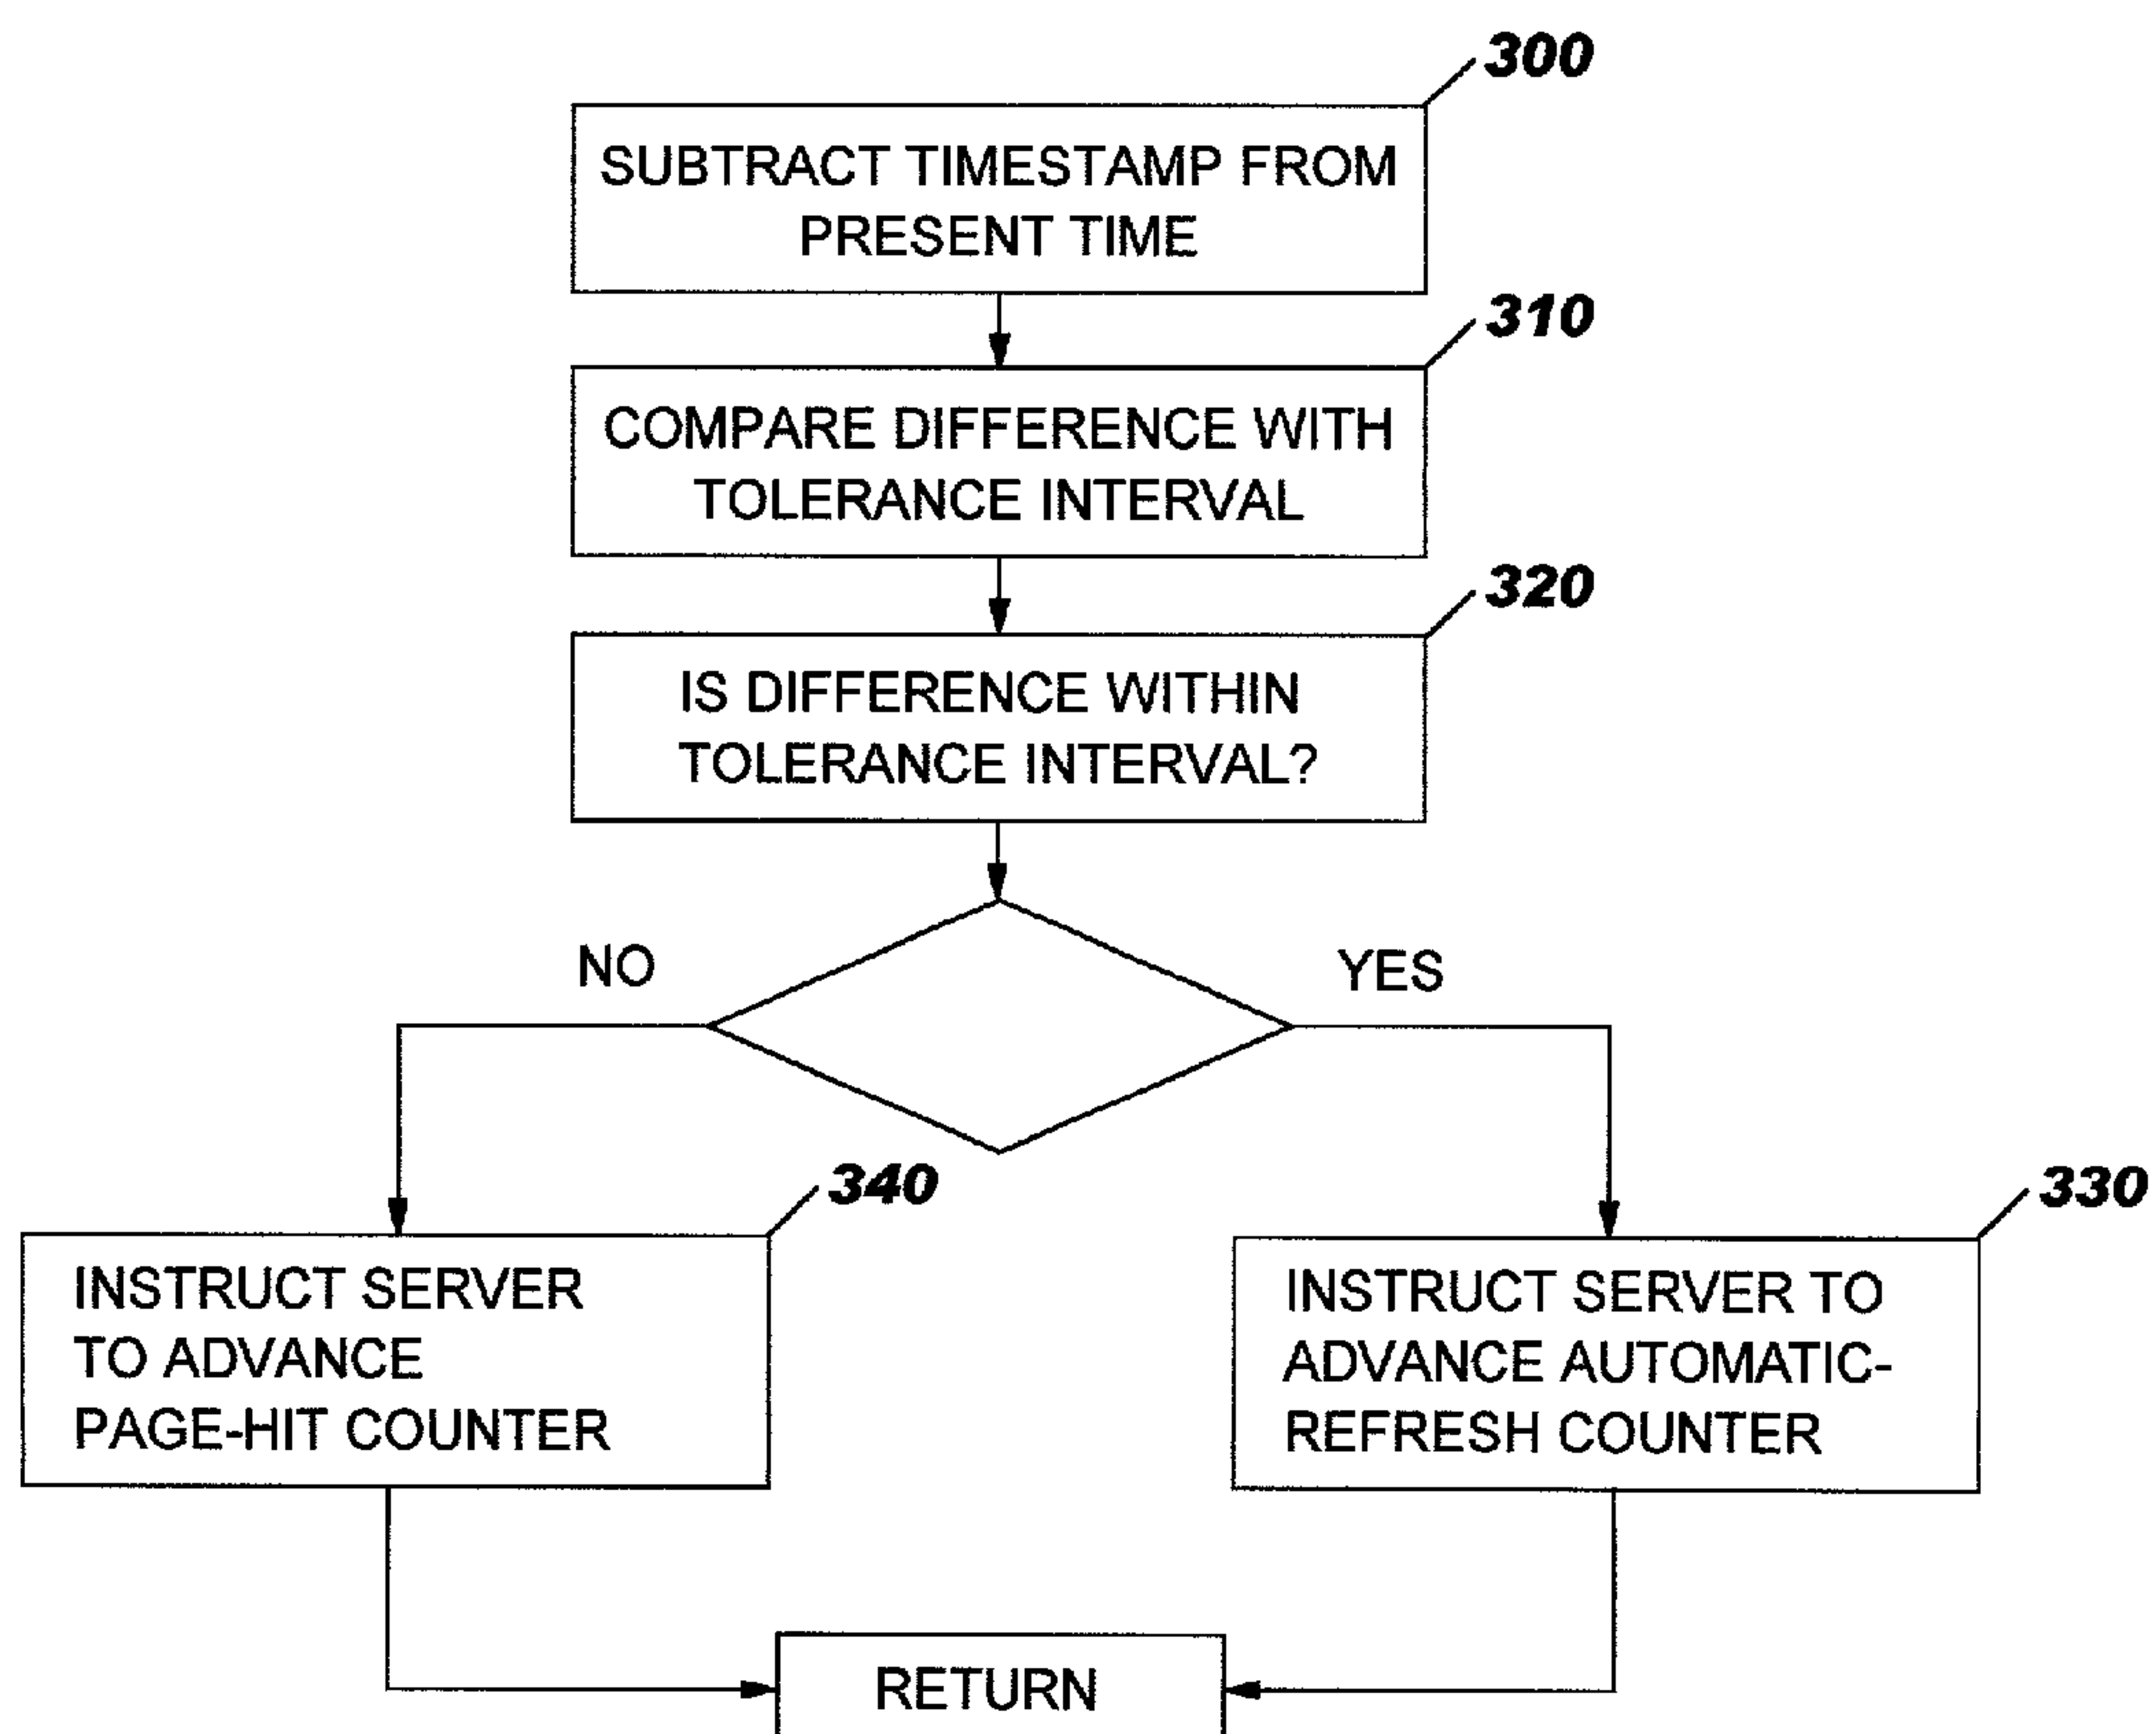 300
SUBTRACT TIMESTAMP FROM
PRESENT TIME
310
COMPARE DIFFERENCE WITH
TOLERANCE INTERVAL
320
IS DIFFERENCE WITHIN
TOLERANCE INTERVAL?
NO
YES
340
INSTRUCT SERVER
TO ADVANCE
PAGE-HIT COUNTER
330
INSTRUCT SERVER TO
ADVANCE AUTOMATIC-
REFRESH COUNTER
RETURN